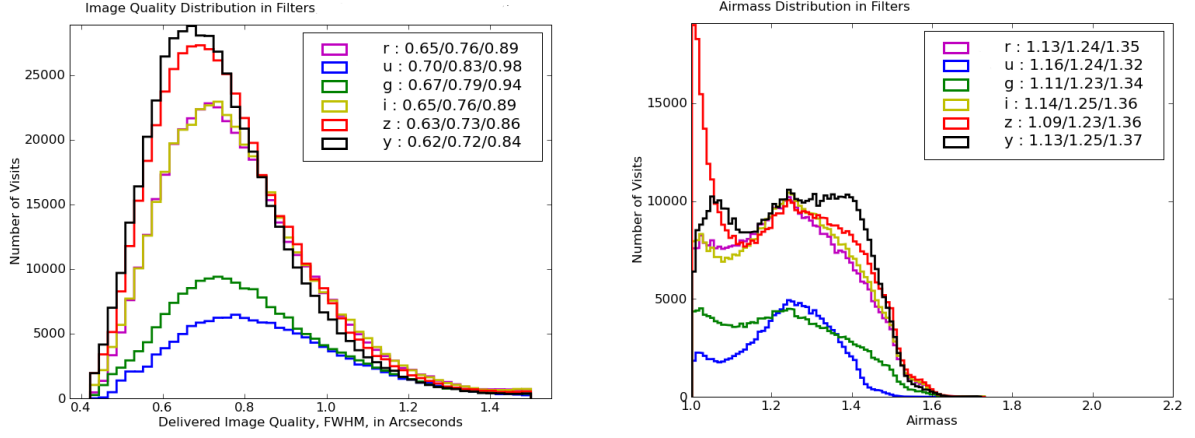 Image Quality Distribution in Filters
Number of Visits
25000
20000
15000
10000
5000
0
r : 0.65/0.76/0.89
u : 0.70/0.83/0.98
g : 0.67/0.79/0.94
i : 0.65/0.76/0.89
z : 0.63/0.73/0.86
y : 0.62/0.72/0.84
0.4 0.6 0.8 1.0 1.2 1.4
Delivered Image Quality, FWHM, in Arcseconds
Airmass Distribution in Filters
Number of Visits
15000
10000
5000
0
r : 1.13/1.24/1.35
u : 1.16/1.24/1.32
g : 1.11/1.23/1.34
i : 1.14/1.25/1.36
z : 1.09/1.23/1.36
y : 1.13/1.25/1.37
1.0 1.2 1.4 1.6 1.8 2.0 2.2
Airmass